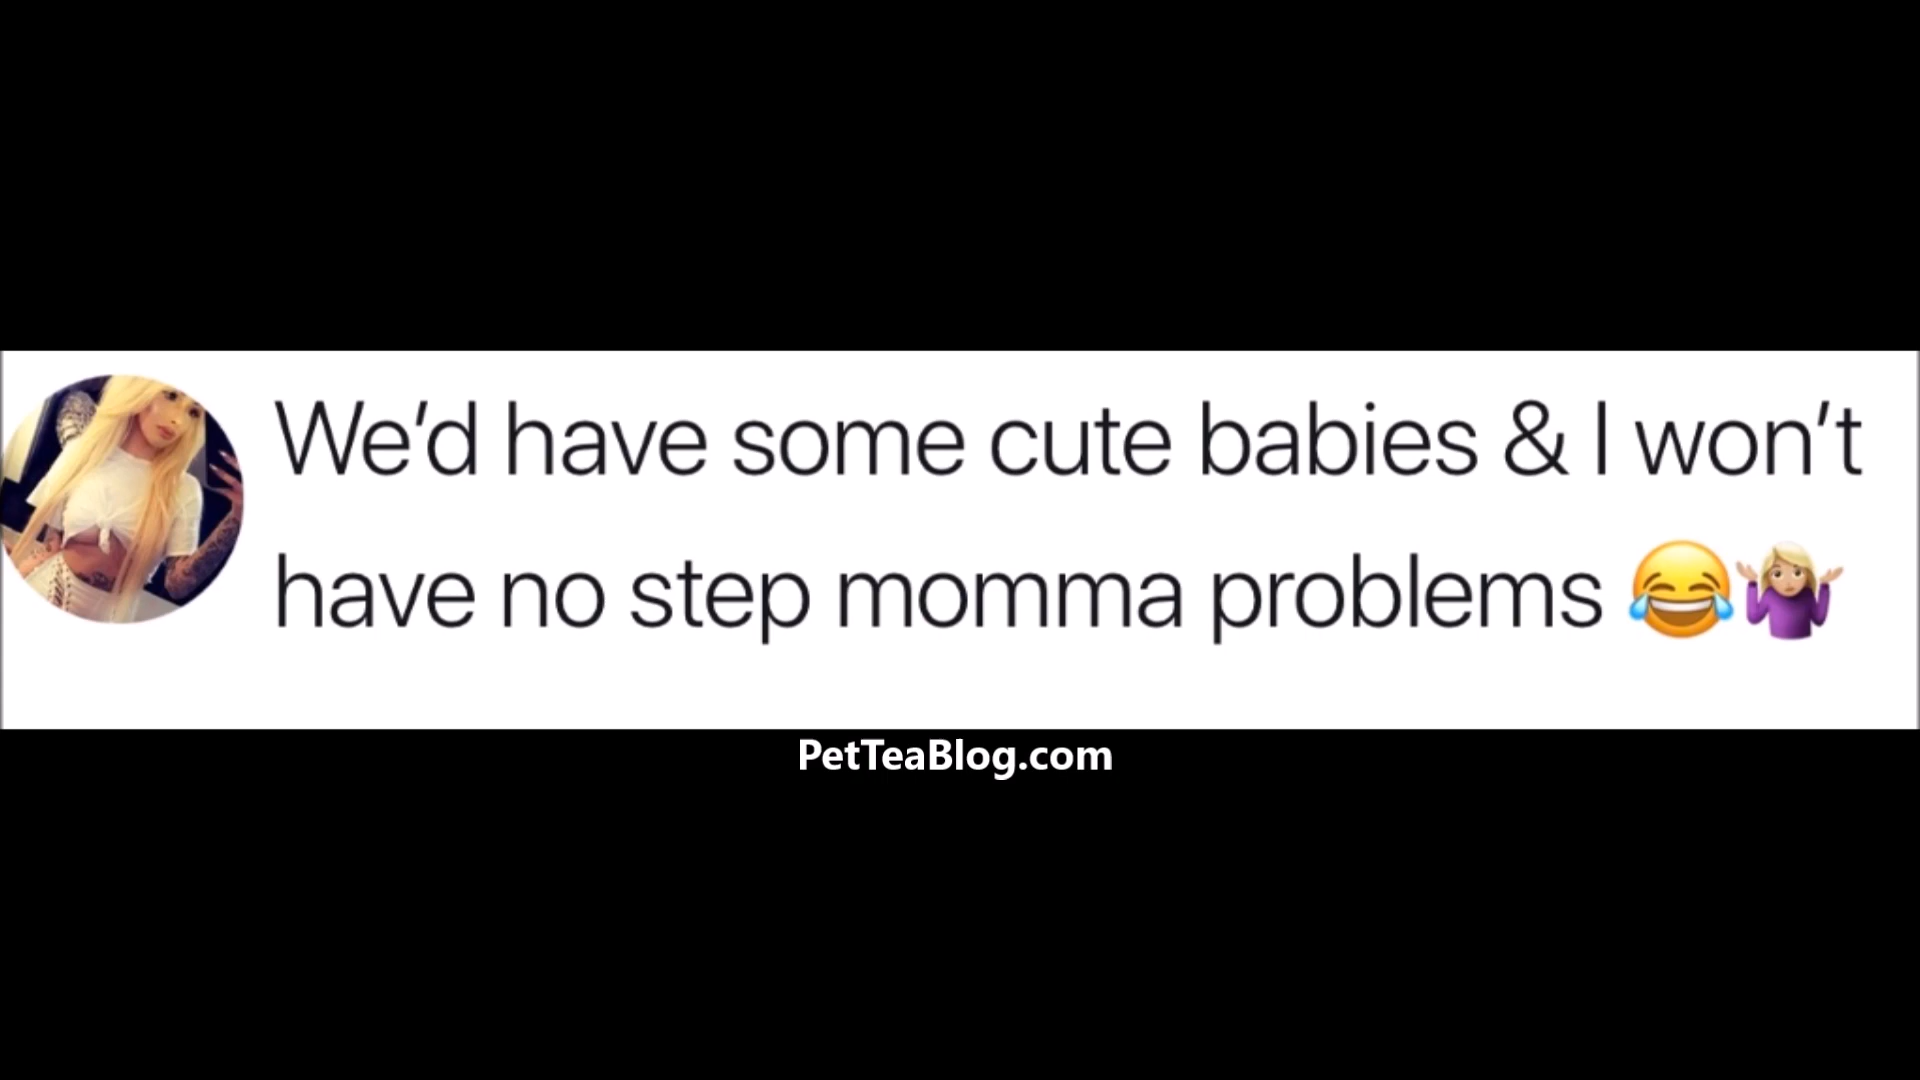 We’d have some cute babies & I won’t
have no step momma problems 😂🤷🏼‍♀️
PetTeaBlog.com